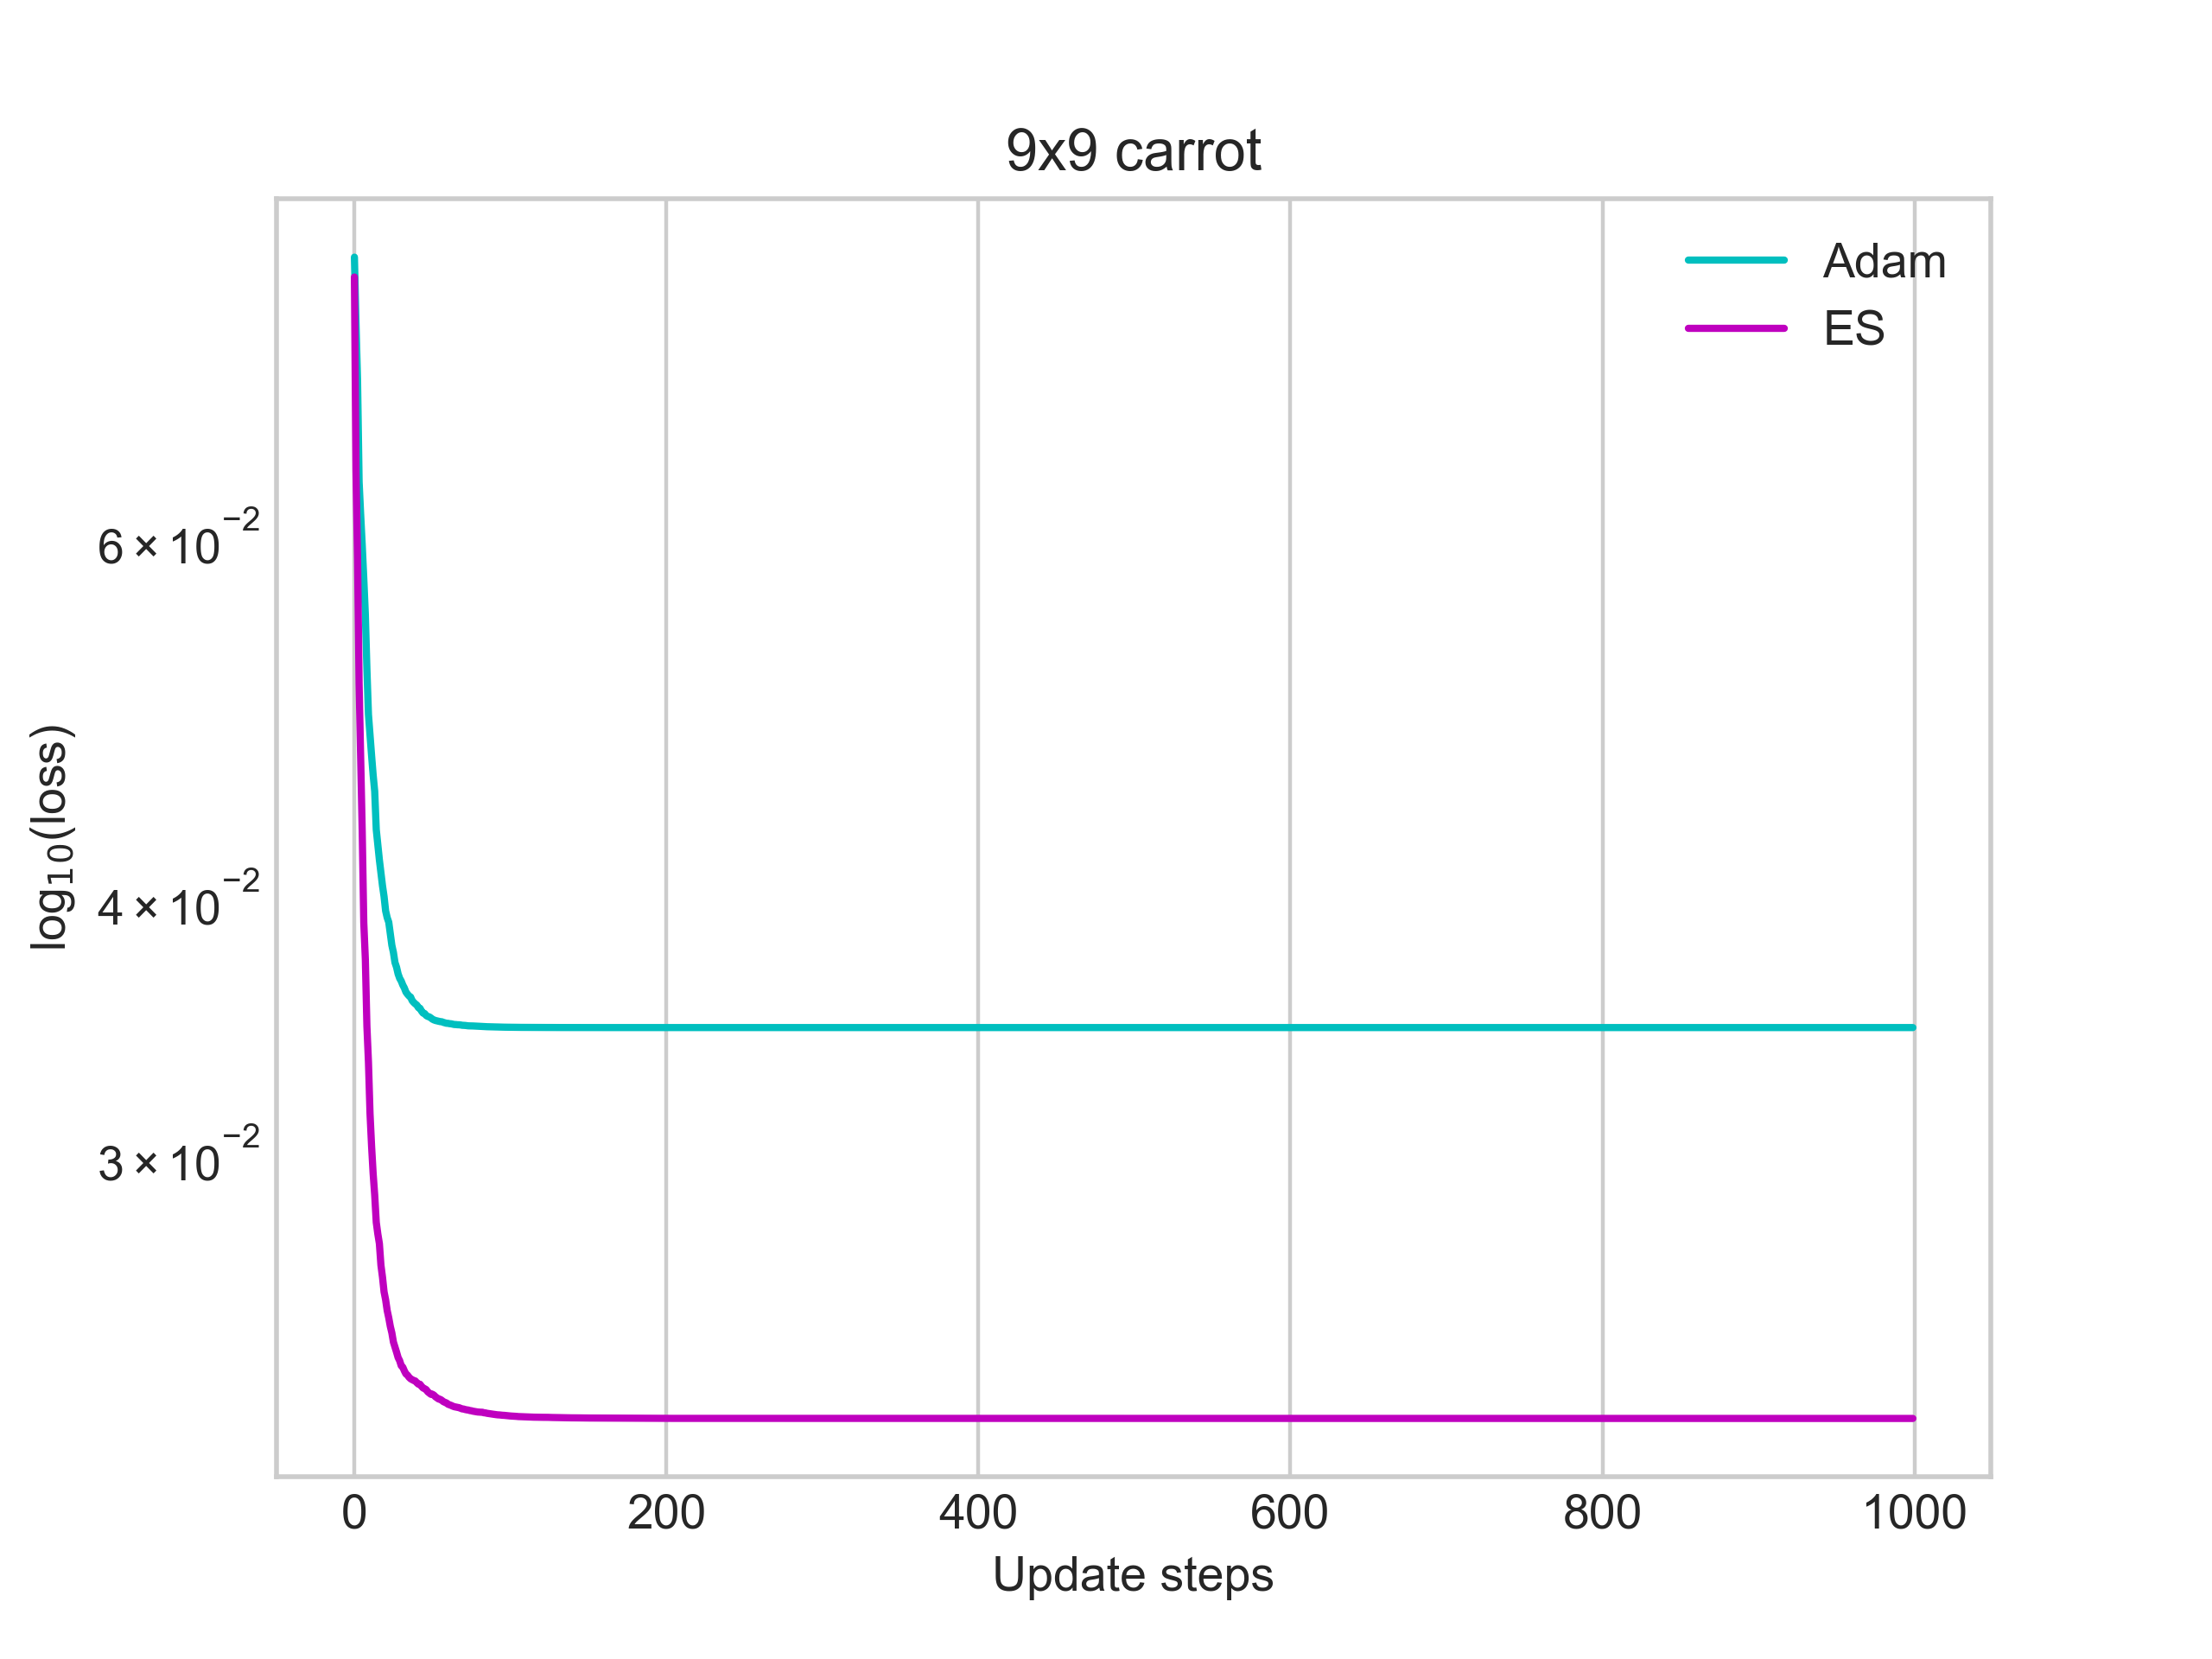 9x9 carrot
Adam
ES
6 × 10⁻²
4 × 10⁻²
3 × 10⁻²
log₁₀(loss)
0 200 400 600 800 1000
Update steps